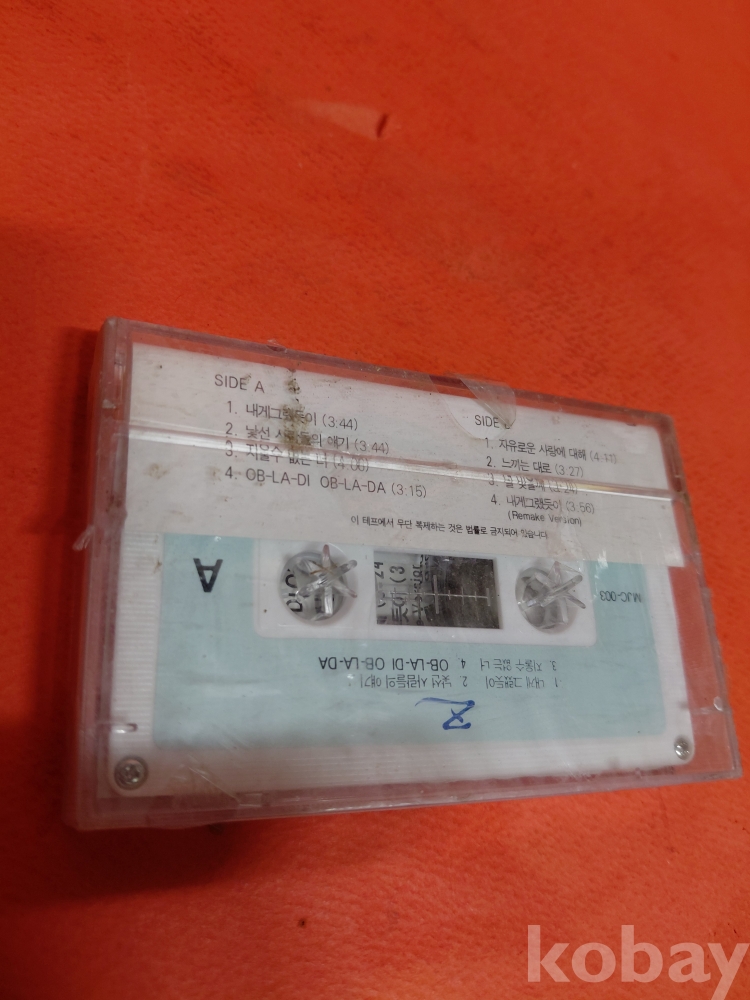 SIDE A
1. 내게그랬듯이 (3:44)
2. 낯선 사람들의 얘기 (3:44)
3. 지울수 없는 너 (4:00)
4. OB-LA-DI OB-LA-DA (3:15)
SIDE
1. 자유로운 사랑에 대해 (4:11)
2. 느끼는 대로 (3:27)
3. 널
4. 내게그랬듯이 (3:56)
(Remake Version)
이 테프에서 무단 복제하는 것은 법률로 금지되어 있습니다
A
MJC-003
1. 내게 그랬듯이 2. 낯선 사람들의 얘기
3. 지울수 없는 너 4. OB-LA-DI OB-LA-DA
Z
kobay